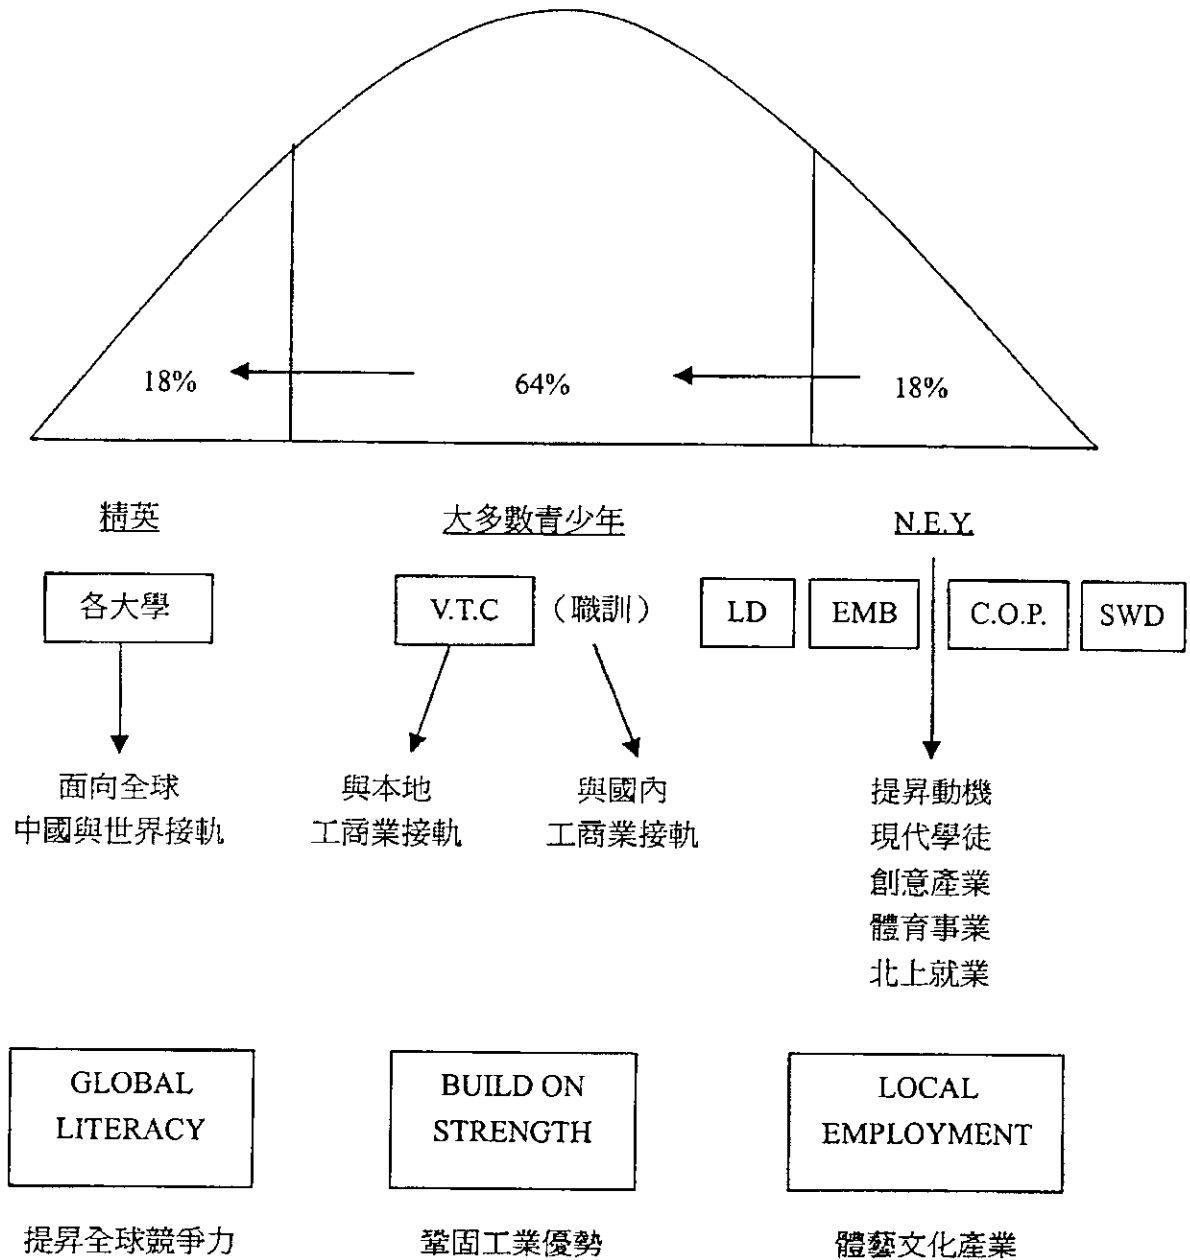 18%
64%
18%
精英
大多數青少年
N.E.Y.
各大學
V.T.C
（職訓）
LD
EMB
C.O.P.
SWD
面向全球
中國與世界接軌
與本地
工商業接軌
與國內
工商業接軌
提昇動機
現代學徒
創意產業
體育事業
北上就業
GLOBAL
LITERACY
BUILD ON
STRENGTH
LOCAL
EMPLOYMENT
提昇全球競爭力
鞏固工業優勢
體藝文化產業